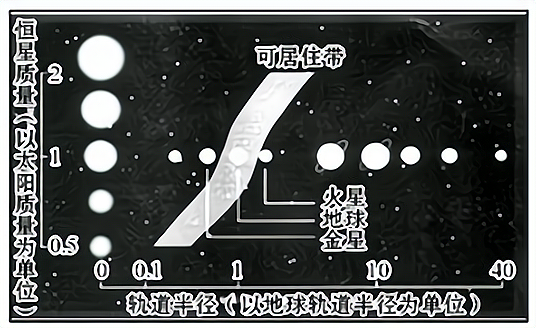 恒星质量（以太阳质量为单位）
2
1
0.5
可居住带
火星
地球
金星
0 0.1 1 10 40
轨道半径（以地球轨道半径为单位）